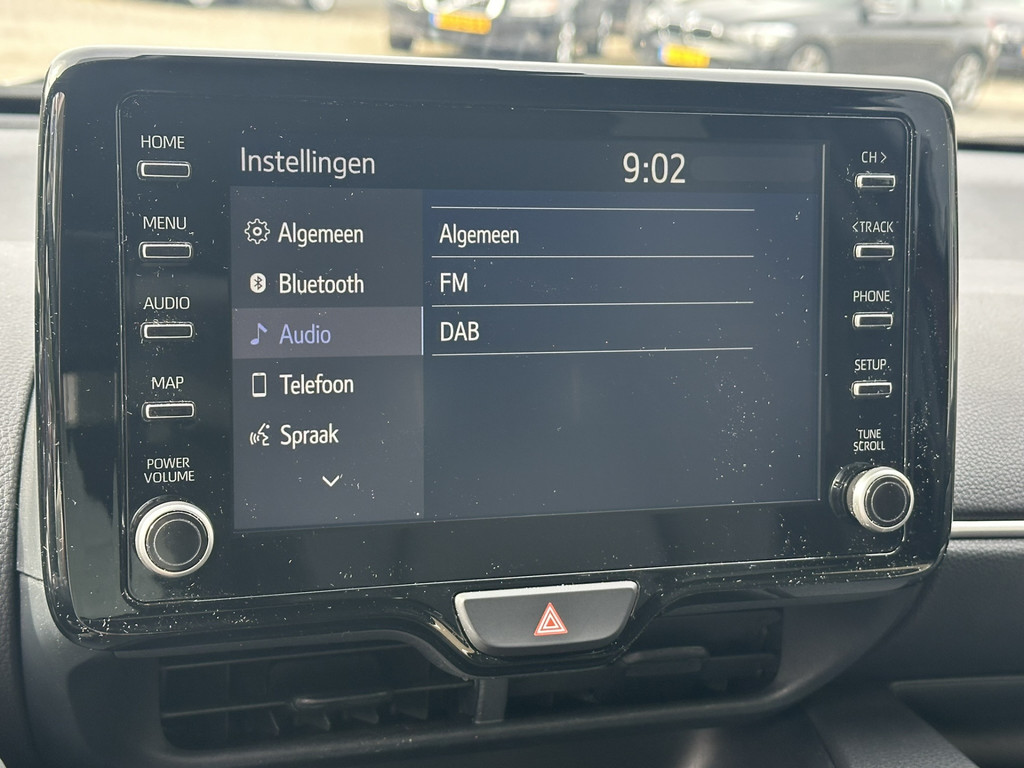 HOME
MENU
AUDIO
MAP
POWER
VOLUME
Instellingen
9:02
Algemeen
Bluetooth
Audio
Telefoon
Spraak
Algemeen
FM
DAB
CH >
< TRACK
PHONE
SETUP
TUNE
SCROLL